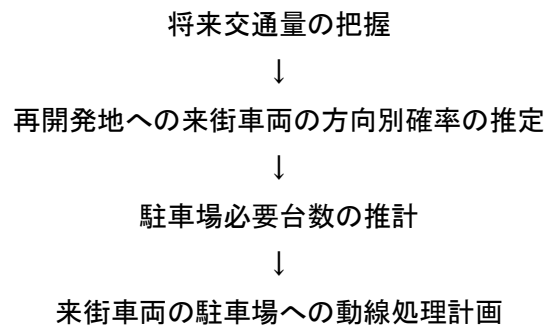 将来交通量の把握
↓
再開発地への来街車両の方向別確率の推定
↓
駐車場必要台数の推計
↓
来街車両の駐車場への動線処理計画